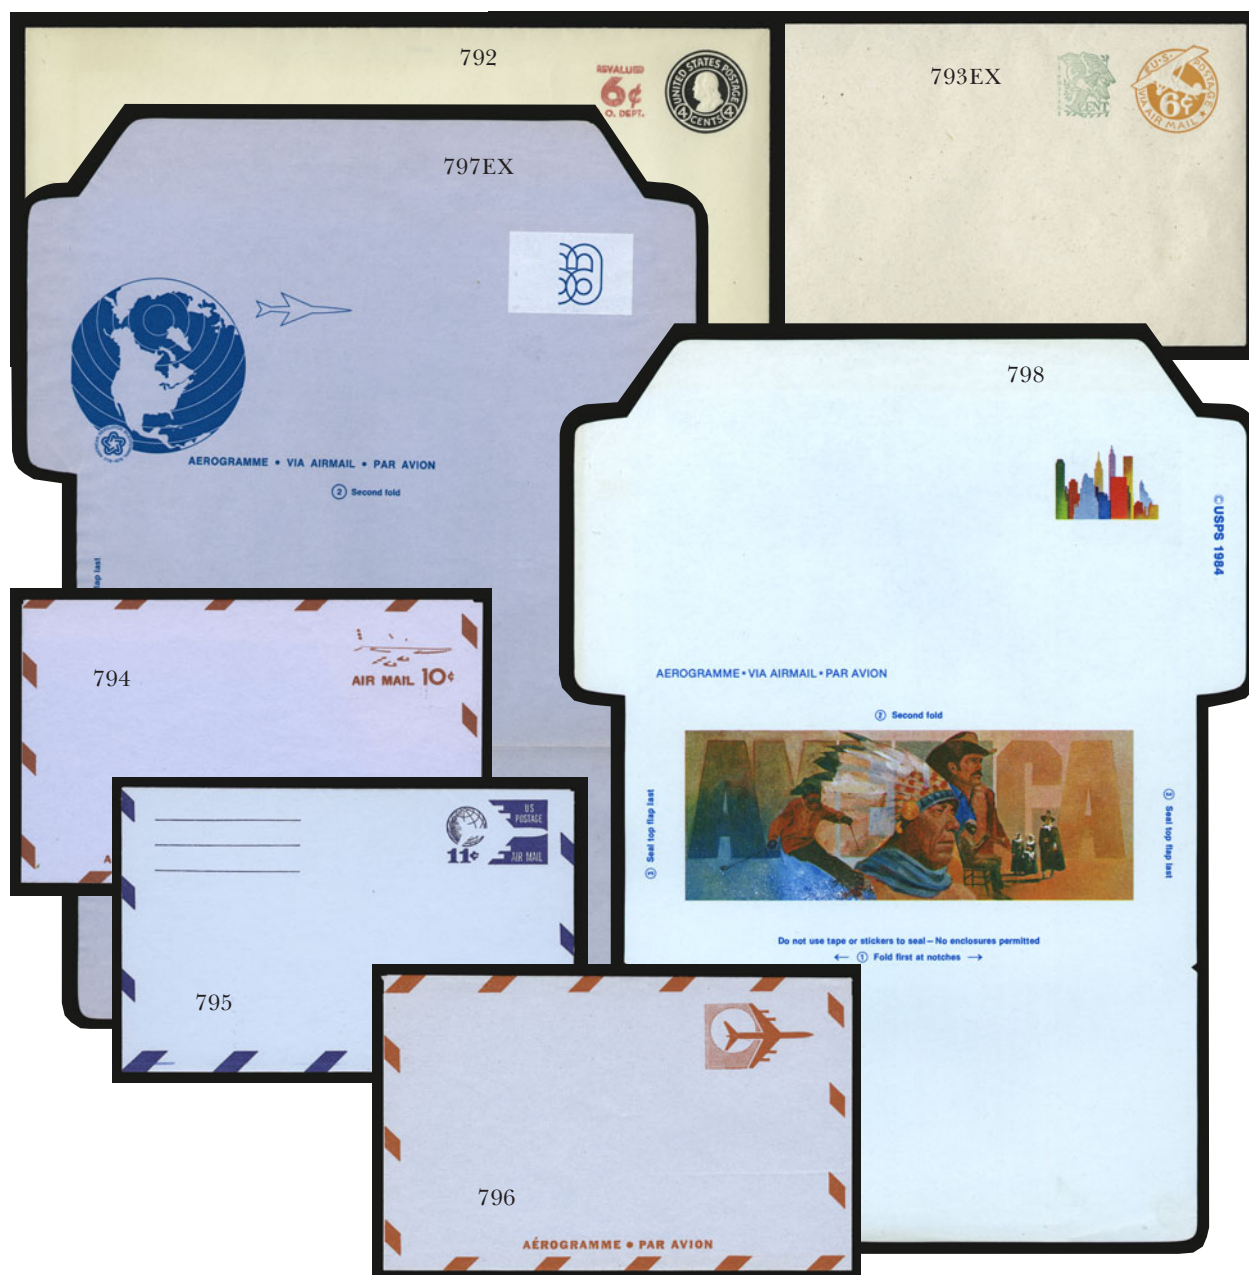 792
REVALUED
6¢
O. DEPT.
UNITED STATES POSTAGE
4 CENTS 4
793EX
CENT
U.S. POSTAGE
6¢
VIA AIR MAIL
797EX
AEROGRAMME • VIA AIRMAIL • PAR AVION
2 Second fold
lap last
798
© USPS 1984
AEROGRAMME • VIA AIRMAIL • PAR AVION
2 Second fold
AMERICA
3 Seal top flap last
3 Seal top flap last
Do not use tape or stickers to seal — No enclosures permitted
← 1 Fold first at notches →
794
AIR MAIL 10¢
A
795
US
POSTAGE
11¢
AIR MAIL
796
AÉROGRAMME • PAR AVION